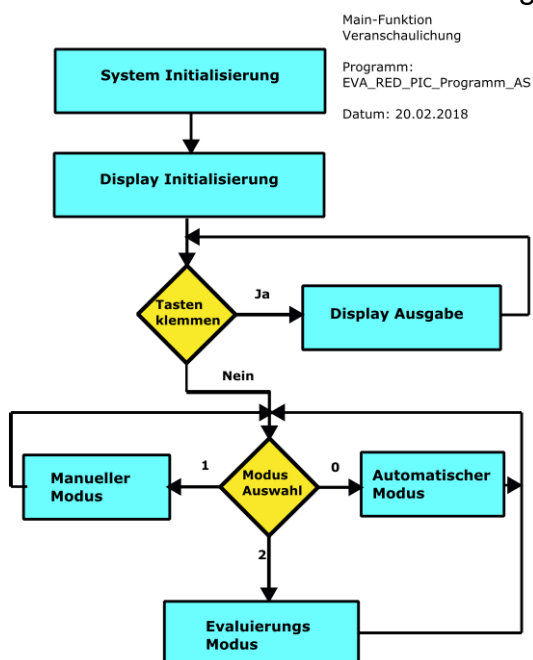 Main-Funktion
Veranschaulichung
Programm:
EVA_RED_PIC_Programm_AS
Datum: 20.02.2018
System Initialisierung
Display Initialisierung
Tasten
klemmen
Ja
Display Ausgabe
Nein
Manueller
Modus
1
Modus
Auswahl
0
Automatischer
Modus
2
Evaluierungs
Modus